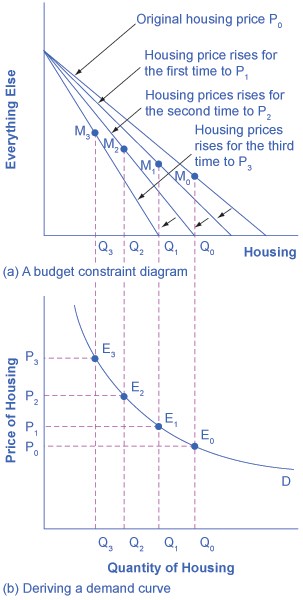 Original housing price P0
Housing price rises for
the first time to P1
Housing prices rises for
the second time to P2
Housing prices
rises for the third
time to P3
Everything Else
M3
M2
M1
M0
Q3 Q2 Q1 Q0
Housing
(a) A budget constraint diagram
Price of Housing
P3
P2
P1
P0
E3
E2
E1
E0
D
Q3 Q2 Q1 Q0
Quantity of Housing
(b) Deriving a demand curve